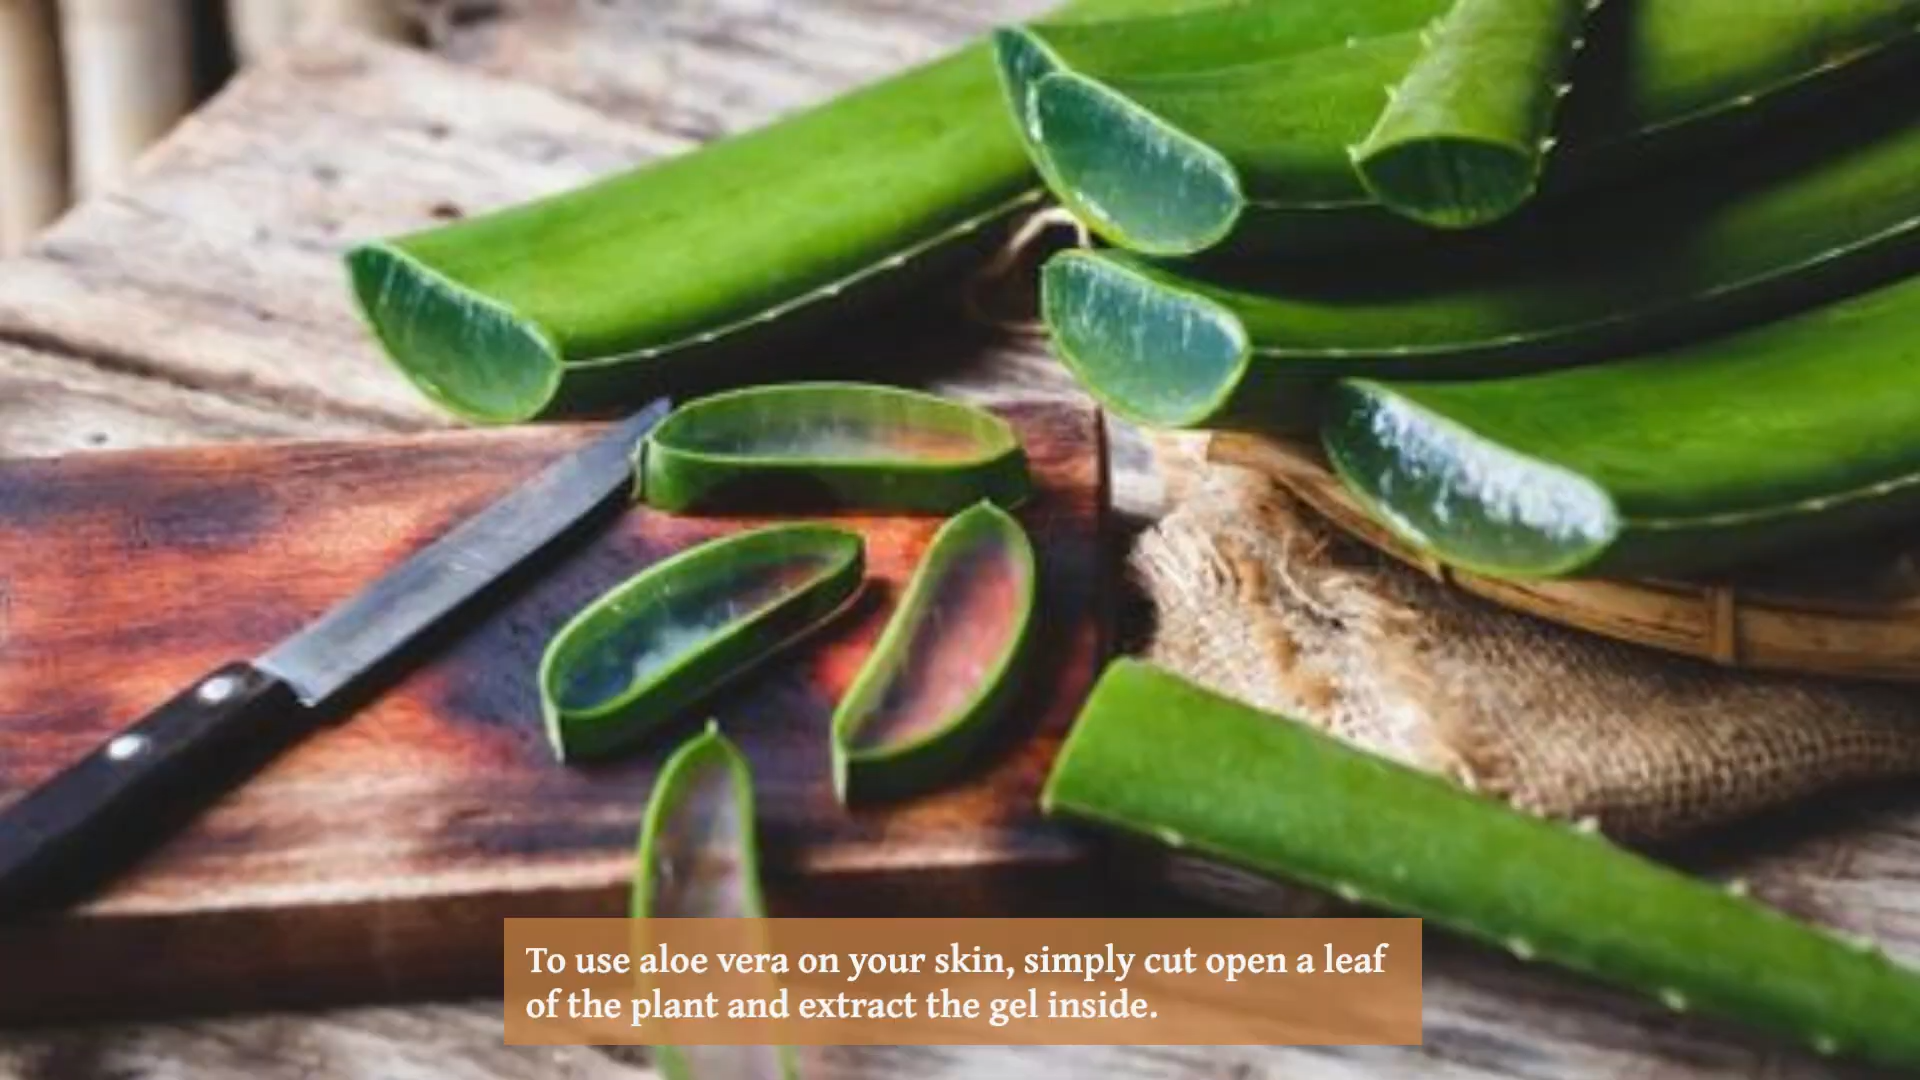 To use aloe vera on your skin, simply cut open a leaf
of the plant and extract the gel inside.